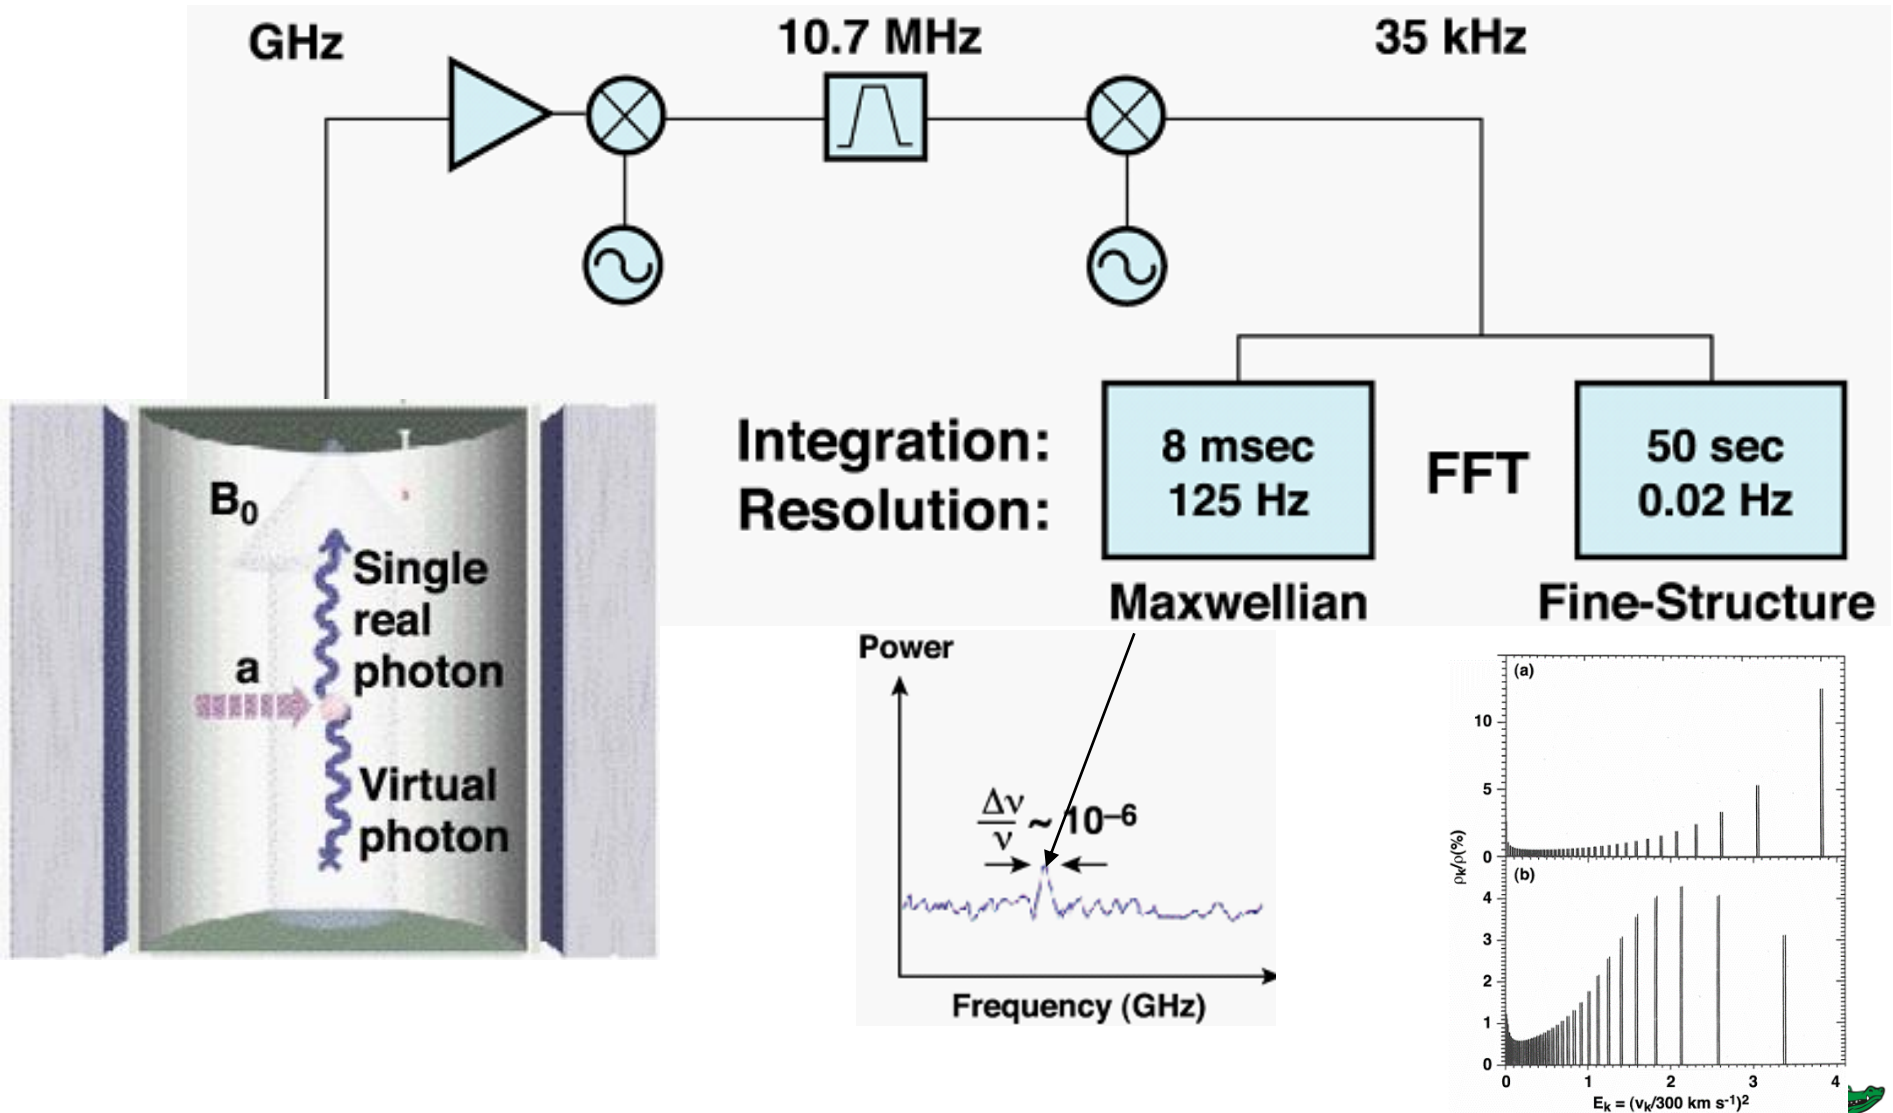 GHz
10.7 MHz
35 kHz
Integration:
Resolution:
8 msec
125 Hz
FFT
50 sec
0.02 Hz
Maxwellian
Fine-Structure
B₀
Single
real
photon
a
Virtual
photon
Power
Δν
ν
~ 10⁻⁶
Frequency (GHz)
(a)
10
5
0
ρₖ/ρ(%)
(b)
4
3
2
1
0
0 1 2 3 4
Eₖ = (vₖ/300 km s⁻¹)²